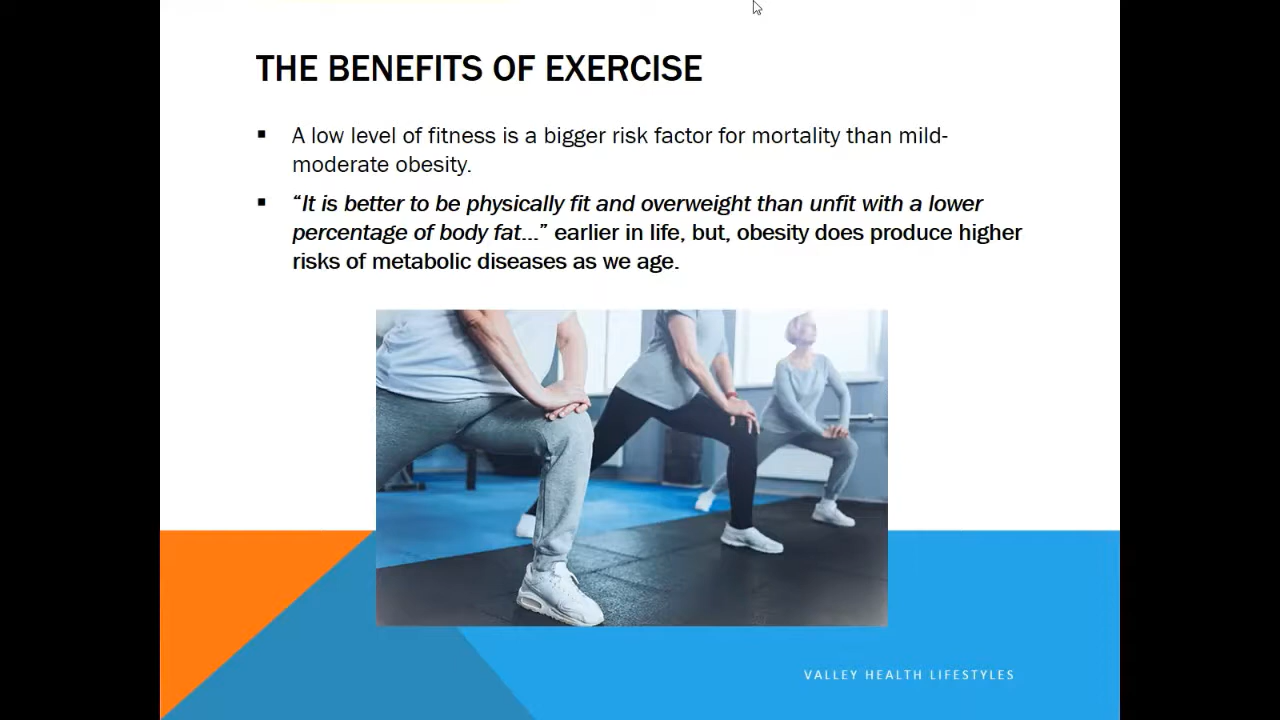 THE BENEFITS OF EXERCISE
▪ A low level of fitness is a bigger risk factor for mortality than mild-
moderate obesity.
▪ “It is better to be physically fit and overweight than unfit with a lower
percentage of body fat…” earlier in life, but, obesity does produce higher
risks of metabolic diseases as we age.
VALLEY HEALTH LIFESTYLES